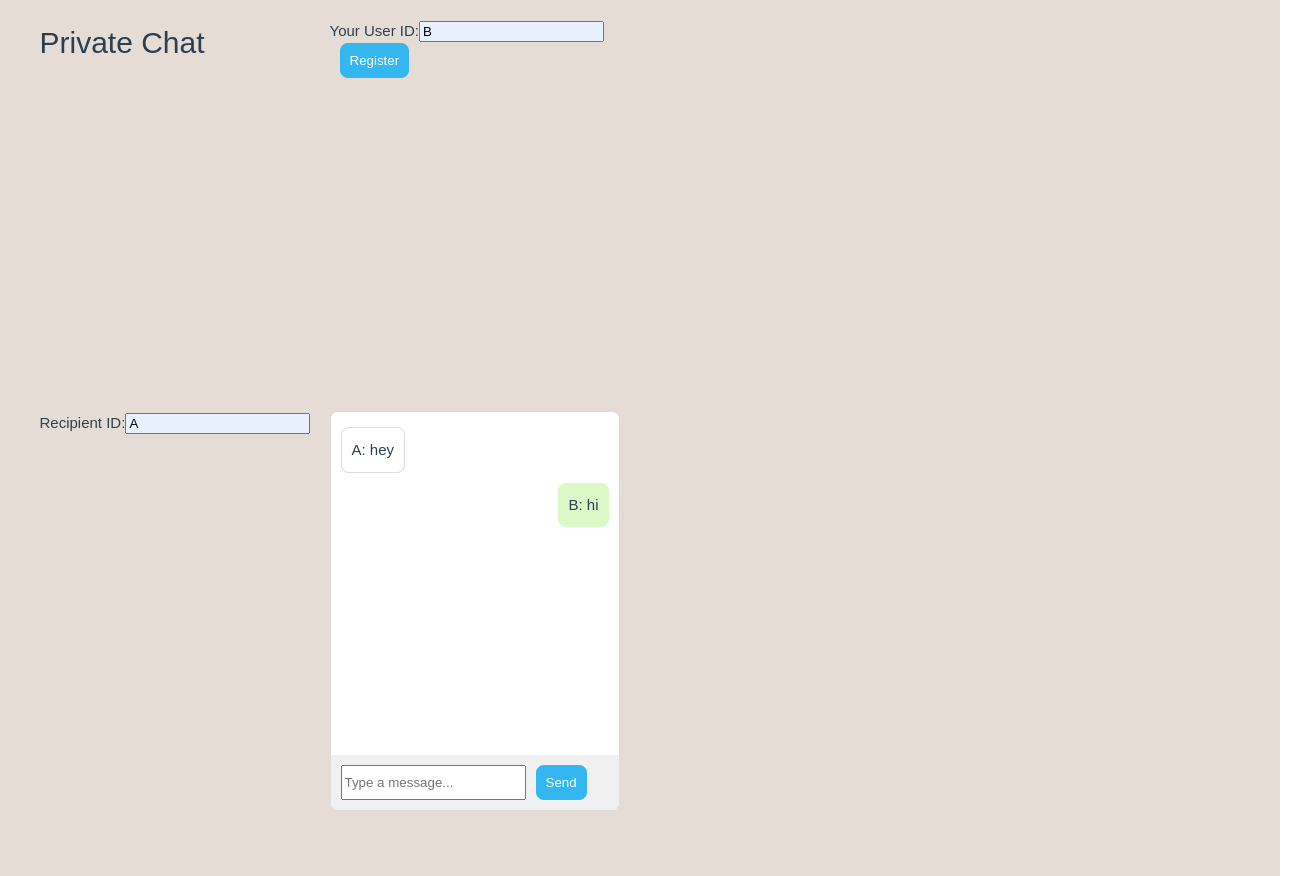 Private Chat
Your User ID: B
Register
Recipient ID: A
A: hey
B: hi
Type a message...
Send